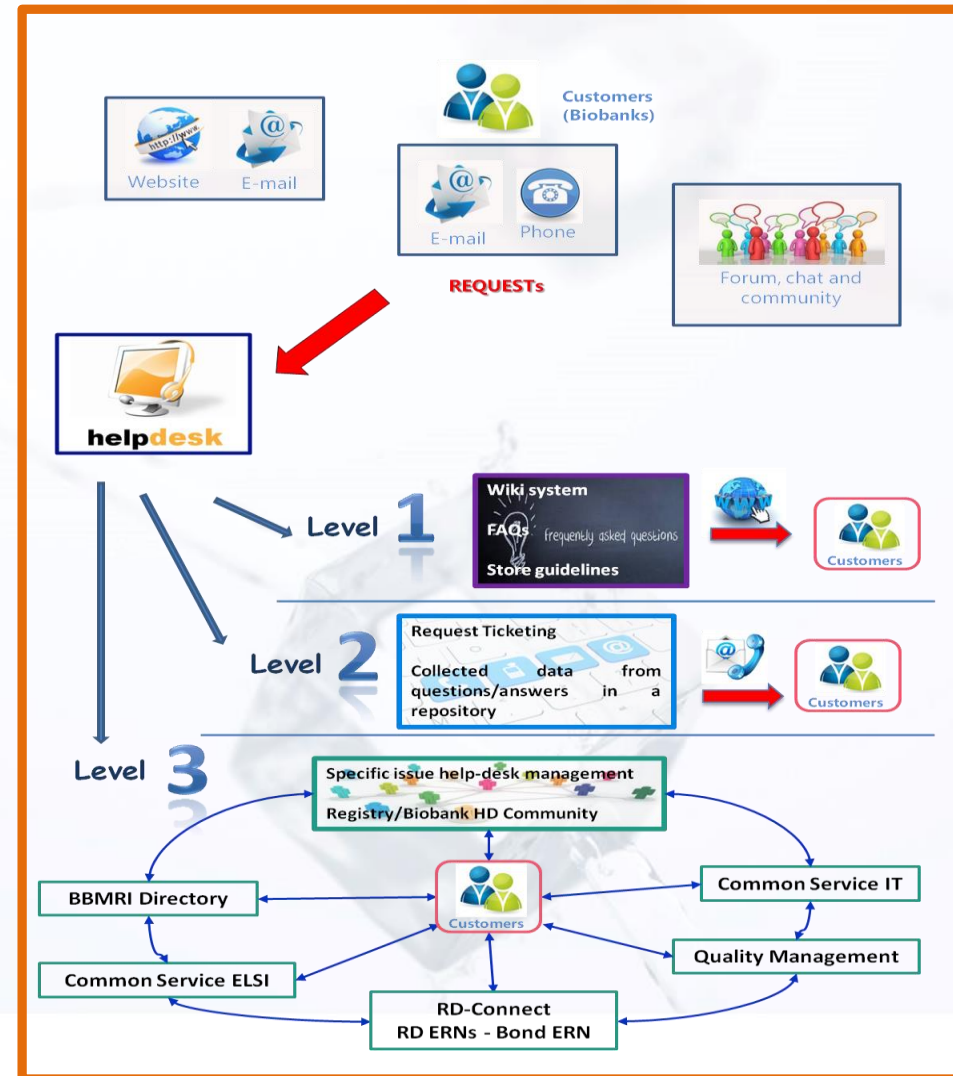 Customers
(Biobanks)
http://www.
@
Website
E-mail
@
E-mail
Phone
Forum, chat and
community
REQUESTs
helpdesk
Level 1
Wiki system
FAQs
frequently asked questions
Store guidelines
WWW
Customers
Level 2
Request Ticketing
Collected data from
questions/answers in a
repository
@
Customers
Level 3
Specific issue help-desk management
Registry/Biobank HD Community
Customers
BBMRI Directory
Common Service IT
Common Service ELSI
Quality Management
RD-Connect
RD ERNs - Bond ERN